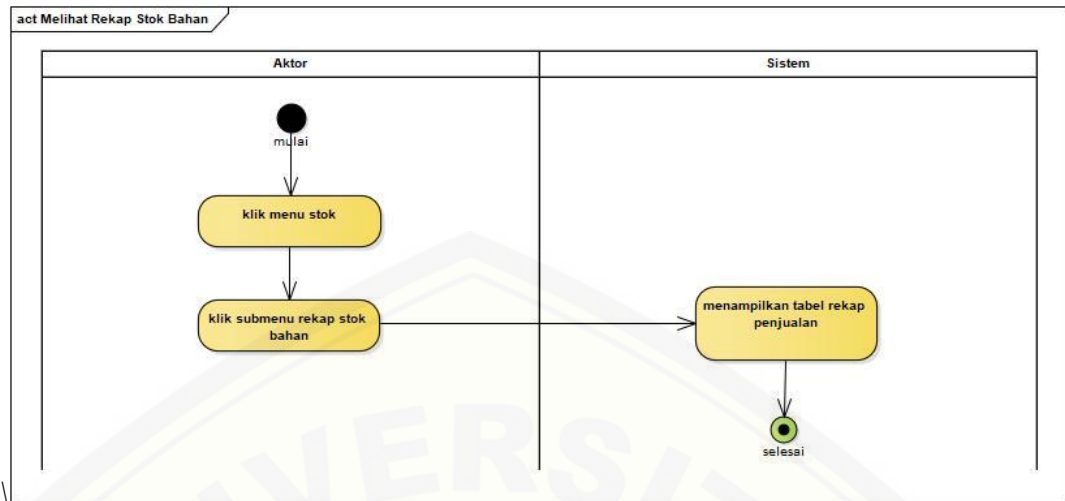 act Melihat Rekap Stok Bahan
Aktor
Sistem
mulai
klik menu stok
klik submenu rekap stok
bahan
menampilkan tabel rekap
penjualan
selesai